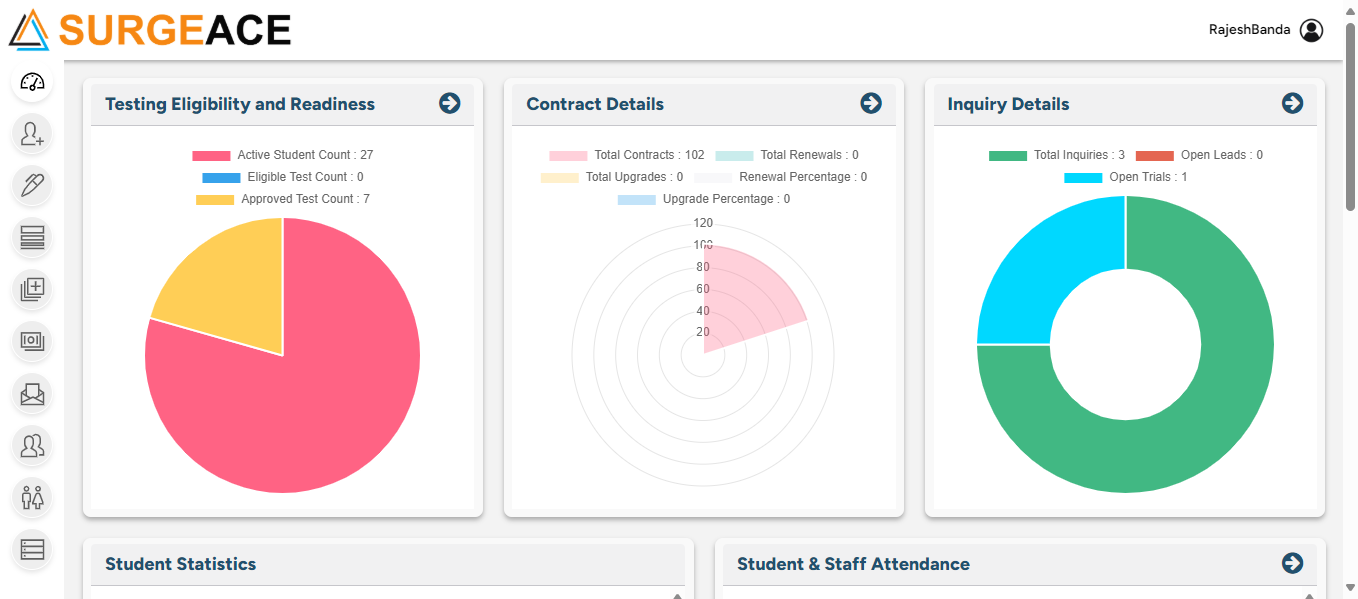 SURGEACE
RajeshBanda
Testing Eligibility and Readiness
Active Student Count : 27
Eligible Test Count : 0
Approved Test Count : 7
Contract Details
Total Contracts : 102 Total Renewals : 0
Total Upgrades : 0 Renewal Percentage : 0
Upgrade Percentage : 0
120
100
80
60
40
20
Inquiry Details
Total Inquiries : 3 Open Leads : 0
Open Trials : 1
Student Statistics
Student & Staff Attendance